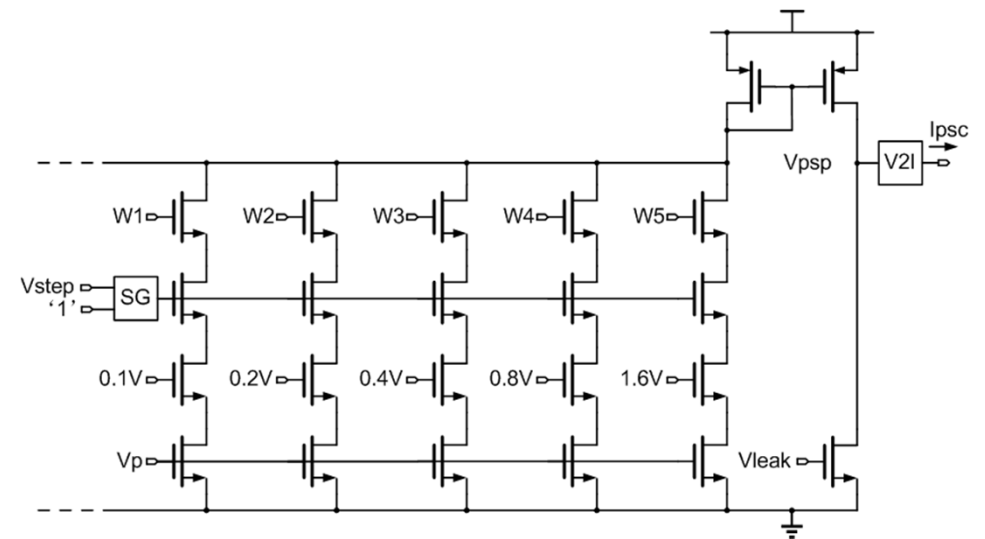 Ipsc
Vpsp
V2I
W1
W2
W3
W4
W5
Vstep
‘1’
SG
0.1V
0.2V
0.4V
0.8V
1.6V
Vp
Vleak